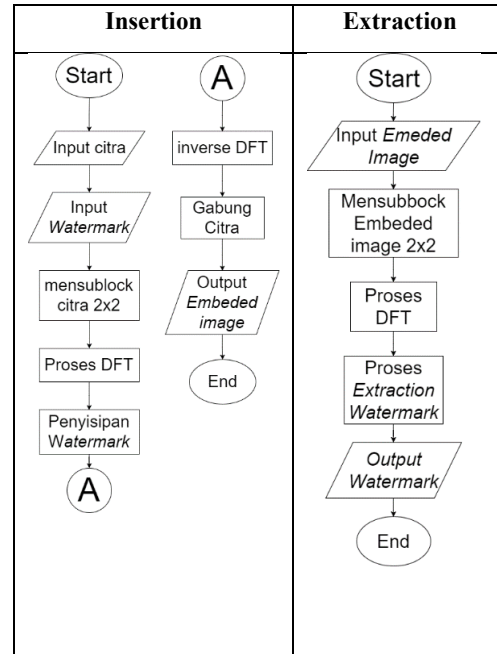 Insertion
Start
Input citra
Input
Watermark
mensublock
citra 2x2
Proses DFT
Penyisipan
Watermark
A
A
inverse DFT
Gabung
Citra
Output
Embeded
image
End
Extraction
Start
Input Emeded
Image
Mensubbock
Embeded
image 2x2
Proses
DFT
Proses
Extraction
Watermark
Output
Watermark
End